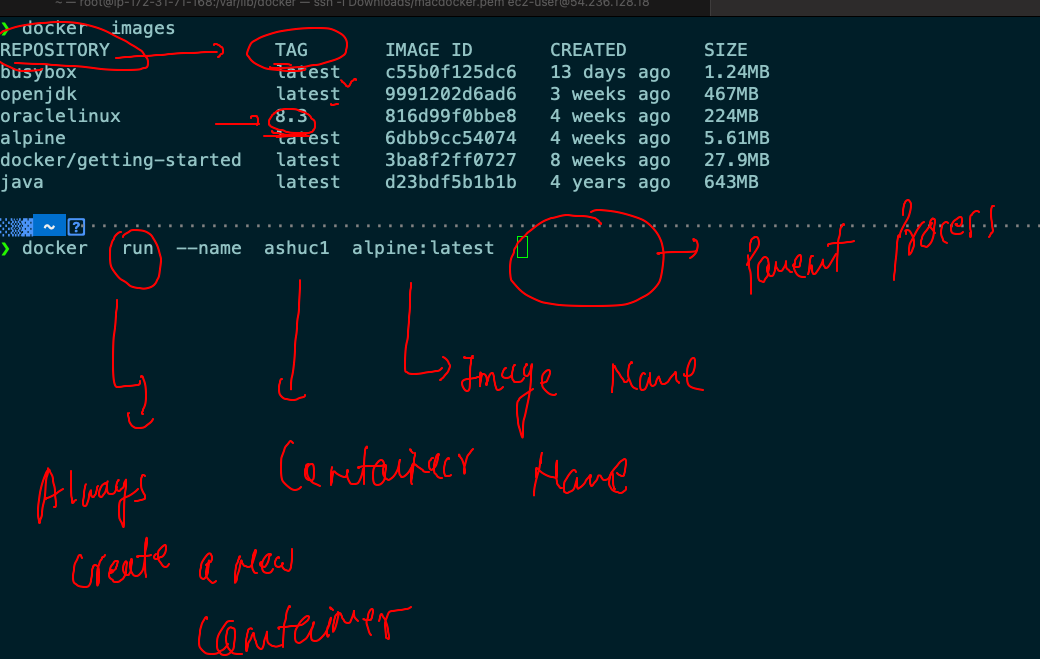 ~ — root@ip-172-31-71-168:/var/lib/docker — ssh -i Downloads/macdocker.pem ec2-user@54.236.128.18
❯ docker images
REPOSITORY TAG IMAGE ID CREATED SIZE
busybox latest c55b0f125dc6 13 days ago 1.24MB
openjdk latest 9991202d6ad6 3 weeks ago 467MB
oraclelinux 8.3 816d99f0bbe8 4 weeks ago 224MB
alpine latest 6dbb9cc54074 4 weeks ago 5.61MB
docker/getting-started latest 3ba8f2ff0727 8 weeks ago 27.9MB
java latest d23bdf5b1b1b 4 years ago 643MB
~ ?
❯ docker run --name ashuc1 alpine:latest
Parent Process
Image Name
Container Name
Always
Create a new
Container